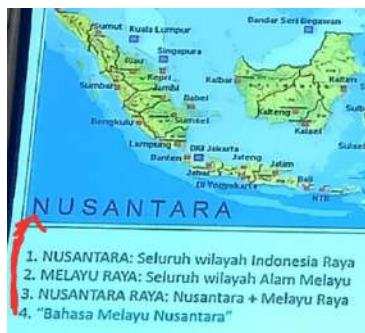 Bandar Seri Begawan
Sumut Kuala Lumpur
Singapura
Riau
Kepri
Kalbar
Kaltim
Sumbar
Jambi
Babel
Kalteng
Sulb
Bengkulu
Sumsel
Kalsel
Lampung
DKI Jakarta
Sulse
Banten
Jateng
Jatim
Jabar
Bali
DI Yogyakarta
NTB
NUSANTARA
1. NUSANTARA: Seluruh wilayah Indonesia Raya
2. MELAYU RAYA: Seluruh wilayah Alam Melayu
3. NUSANTARA RAYA: Nusantara + Melayu Raya
4. “Bahasa Melayu Nusantara”